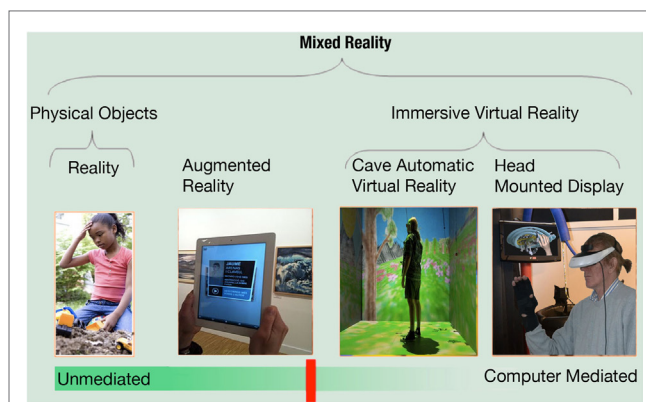 Mixed Reality
Physical Objects
Immersive Virtual Reality
Reality
Augmented
Reality
Cave Automatic
Virtual Reality
Head
Mounted Display
Unmediated
Computer Mediated